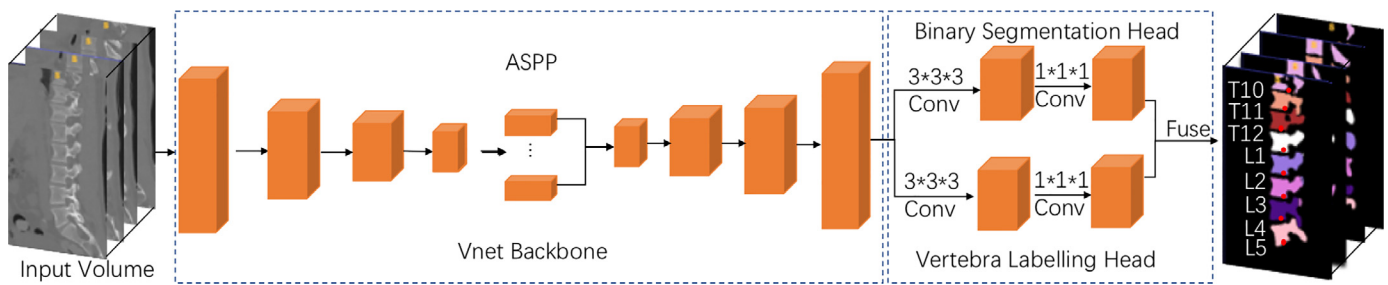 Input Volume
ASPP
Vnet Backbone
Binary Segmentation Head
3*3*3
Conv
1*1*1
Conv
3*3*3
Conv
1*1*1
Conv
Vertebra Labelling Head
Fuse
T10
T11
T12
L1
L2
L3
L4
L5